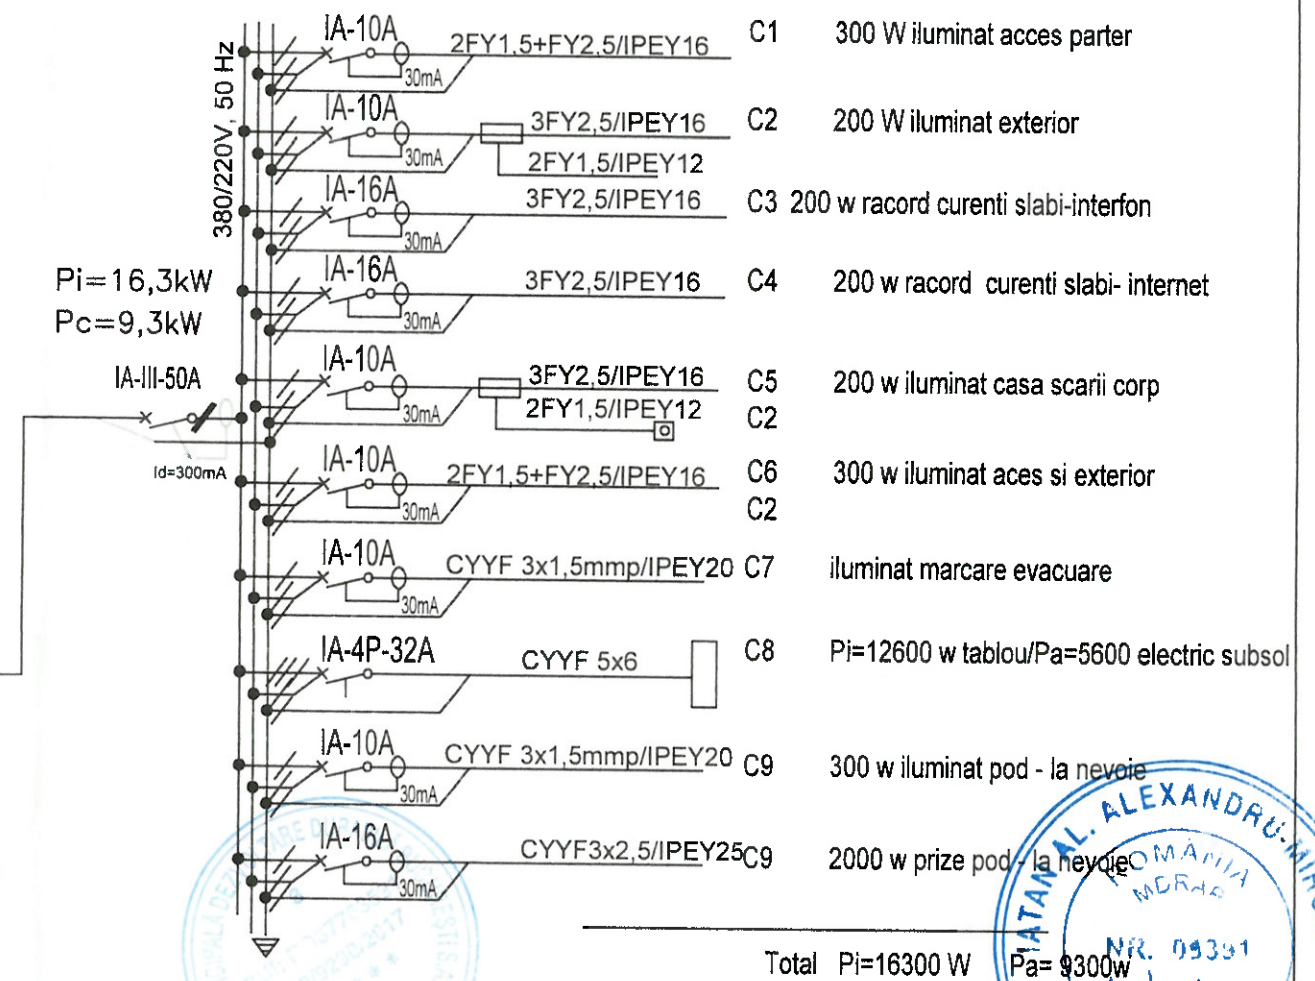 380/220V, 50 Hz
IA-10A 2FY1,5+FY2,5/IPEY16 C1 300 W iluminat acces parter
30mA
IA-10A 3FY2,5/IPEY16 C2 200 W iluminat exterior
30mA 2FY1,5/IPEY12
IA-16A 3FY2,5/IPEY16 C3 200 w racord curenti slabi-interfon
30mA
Pi=16,3kW
Pc=9,3kW
IA-16A 3FY2,5/IPEY16 C4 200 w racord curenti slabi- internet
30mA
IA-III-50A
Id=300mA
IA-10A 3FY2,5/IPEY16 C5 200 w iluminat casa scarii corp
30mA 2FY1,5/IPEY12 C2
IA-10A 2FY1,5+FY2,5/IPEY16 C6 300 w iluminat aces si exterior
30mA C2
IA-10A CYYF 3x1,5mmp/IPEY20 C7 iluminat marcare evacuare
30mA
IA-4P-32A CYYF 5x6 C8 Pi=12600 w tablou/Pa=5600 electric subsol
IA-10A CYYF 3x1,5mmp/IPEY20 C9 300 w iluminat pod - la nevoie
30mA
IA-16A CYYF3x2,5/IPEY25 C9 2000 w prize pod - la nevoie
30mA
Total Pi=16300 W Pa= 9300w
AL. ALEXANDRU
ROMÂNIA
NR. 09391